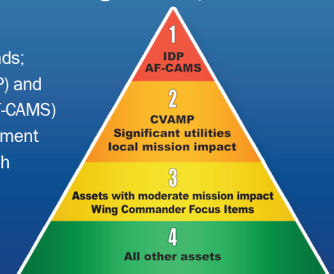 1
IDP
AF-CAMS
nds;
P) and
F-CAMS)
ment
h
2
CVAMP
Significant utilities
local mission impact
3
Assets with moderate mission impact
Wing Commander Focus Items
4
All other assets